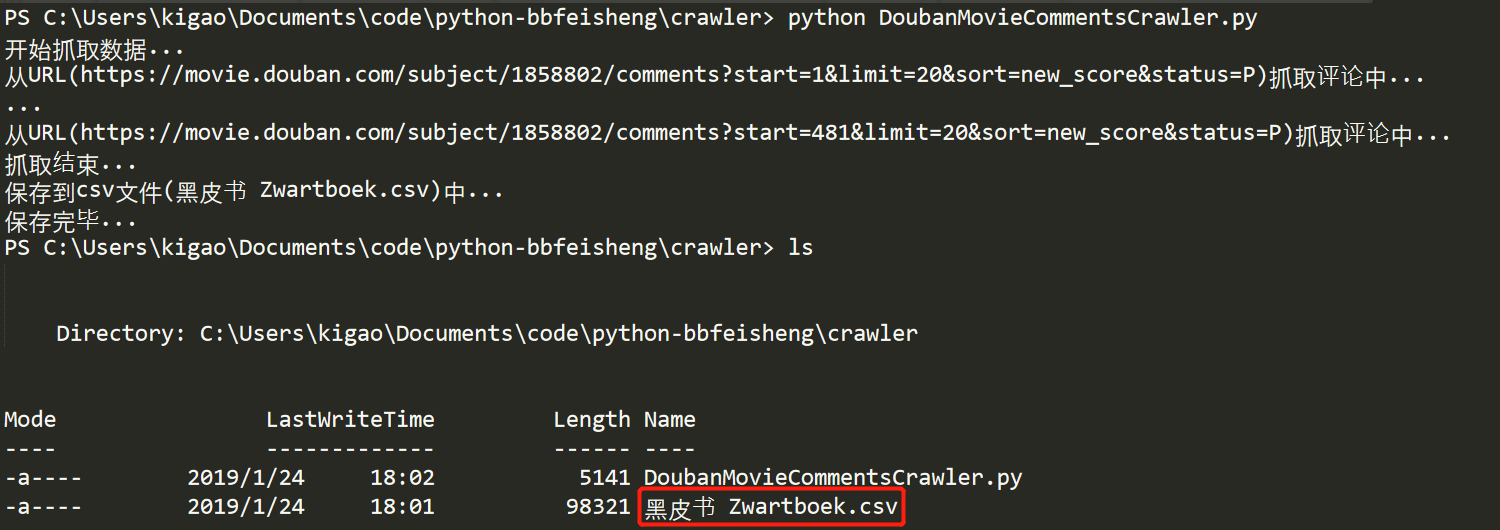 PS C:\Users\kigao\Documents\code\python-bbfeisheng\crawler> python DoubanMovieCommentsCrawler.py
开始抓取数据...
从URL(https://movie.douban.com/subject/1858802/comments?start=1&limit=20&sort=new_score&status=P)抓取评论中...
...
从URL(https://movie.douban.com/subject/1858802/comments?start=481&limit=20&sort=new_score&status=P)抓取评论中...
抓取结束...
保存到csv文件(黑皮书 Zwartboek.csv)中...
保存完毕...
PS C:\Users\kigao\Documents\code\python-bbfeisheng\crawler> ls
Directory: C:\Users\kigao\Documents\code\python-bbfeisheng\crawler
Mode LastWriteTime Length Name
---- ------------- ------ ----
-a---- 2019/1/24 18:02 5141 DoubanMovieCommentsCrawler.py
-a---- 2019/1/24 18:01 98321 黑皮书 Zwartboek.csv